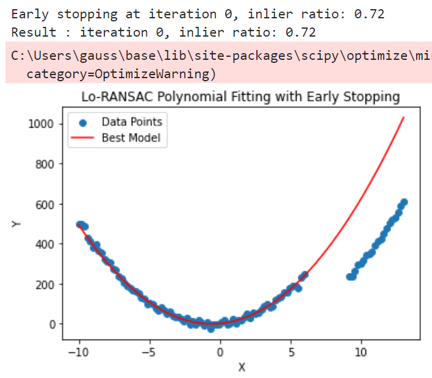 Early stopping at iteration 0, inlier ratio: 0.72
Result : iteration 0, inlier ratio: 0.72
C:\Users\gauss\base\lib\site-packages\scipy\optimize\mi
category=OptimizeWarning)
Lo-RANSAC Polynomial Fitting with Early Stopping
Data Points
Best Model
1000
800
600
400
200
0
Y
-10
-5
0
5
10
X